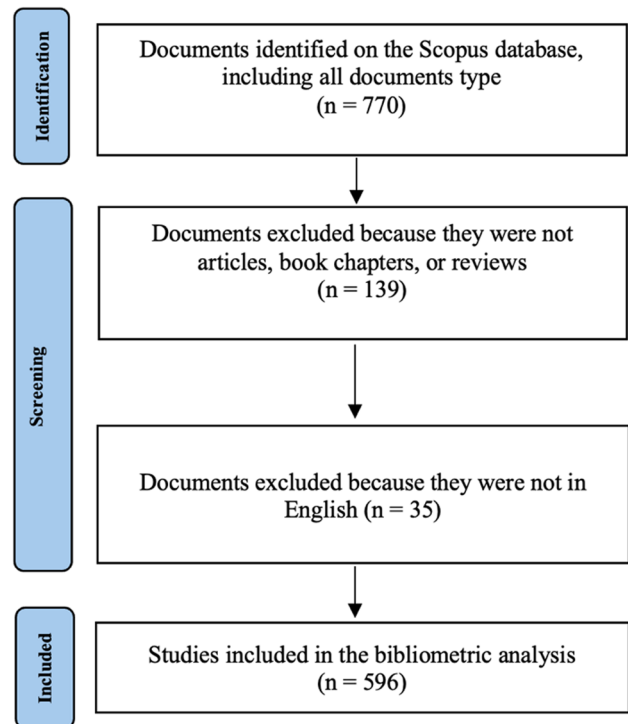 Identification
Documents identified on the Scopus database,
including all documents type
(n = 770)
Screening
Documents excluded because they were not
articles, book chapters, or reviews
(n = 139)
Documents excluded because they were not in
English (n = 35)
Included
Studies included in the bibliometric analysis
(n = 596)